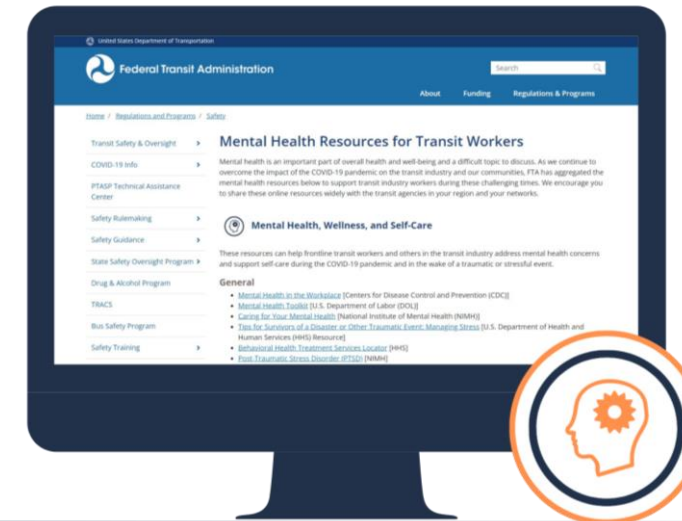 United States Department of Transportation
Federal Transit Administration
Search
About Funding Regulations & Programs
Home / Regulations and Programs / Safety
Transit Safety & Oversight >
COVID-19 Info >
PTASP Technical Assistance
Center
Safety Rulemaking >
Safety Guidance >
State Safety Oversight Program >
Drug & Alcohol Program
TRACS
Bus Safety Program
Safety Training >
Mental Health Resources for Transit Workers
Mental health is an important part of overall health and well-being and a difficult topic to discuss. As we continue to
overcome the impact of the COVID-19 pandemic on the transit industry and our communities, FTA has aggregated the
mental health resources below to support transit industry workers during these challenging times. We encourage you
to share these online resources widely with the transit agencies in your region and your networks.
Mental Health, Wellness, and Self-Care
These resources can help frontline transit workers and others in the transit industry address mental health concerns
and support self-care during the COVID-19 pandemic and in the wake of a traumatic or stressful event.
General
• Mental Health in the Workplace [Centers for Disease Control and Prevention (CDC)]
• Mental Health Toolkit [U.S. Department of Labor (DOL)]
• Caring for Your Mental Health [National Institute of Mental Health (NIMH)]
• Tips for Survivors of a Disaster or Other Traumatic Event: Managing Stress [U.S. Department of Health and
Human Services (HHS) Resource]
• Behavioral Health Treatment Services Locator [HHS]
• Post Traumatic Stress Disorder (PTSD) [NIMH]